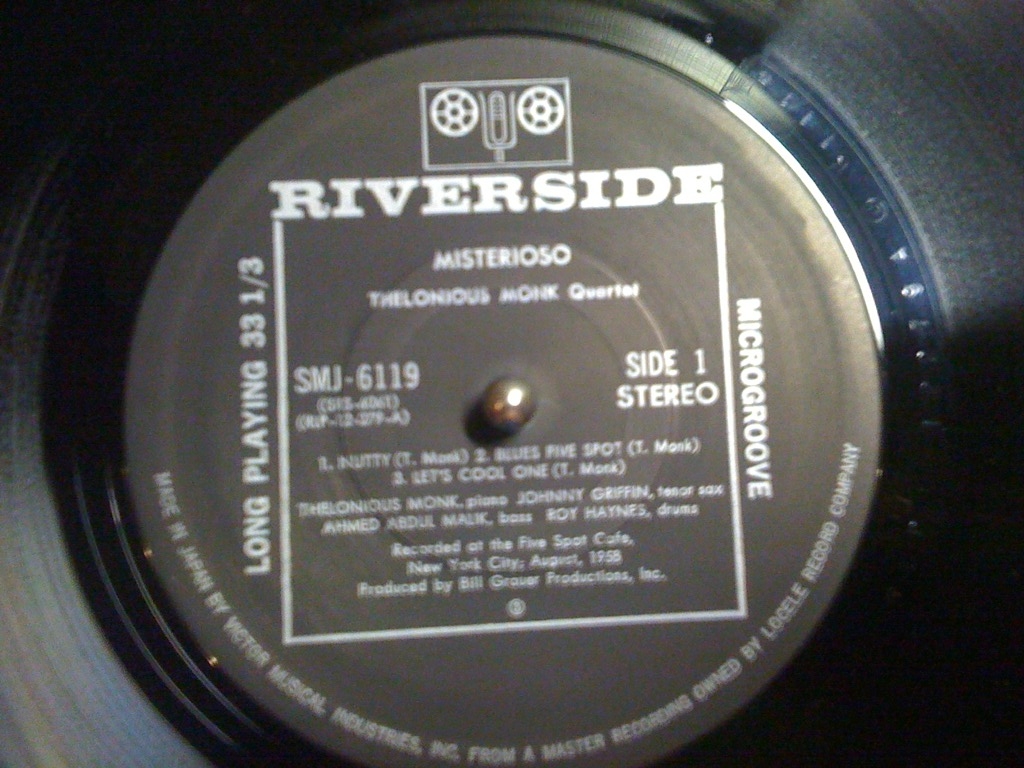 RIVERSIDE
MISTERIOSO
THELONIOUS MONK Quartet
LONG PLAYING 33 1/3
SMJ-6119
(RLP-12-279-A)
SIDE 1
STEREO
MICROGROOVE
1. NUTTY (T. Monk) 2. BLUES FIVE SPOT (T. Monk)
3. LET'S COOL ONE (T. Monk)
THELONIOUS MONK, piano JOHNNY GRIFFIN, tenor sax
AHMED ABDUL MALIK, bass ROY HAYNES, drums
Recorded at the Five Spot Cafe,
New York City; August, 1958
Produced by Bill Grauer Productions, Inc.
MADE IN JAPAN BY VICTOR MUSICAL INDUSTRIES, INC. FROM A MASTER RECORDING OWNED BY LOCELE RECORD COMPANY